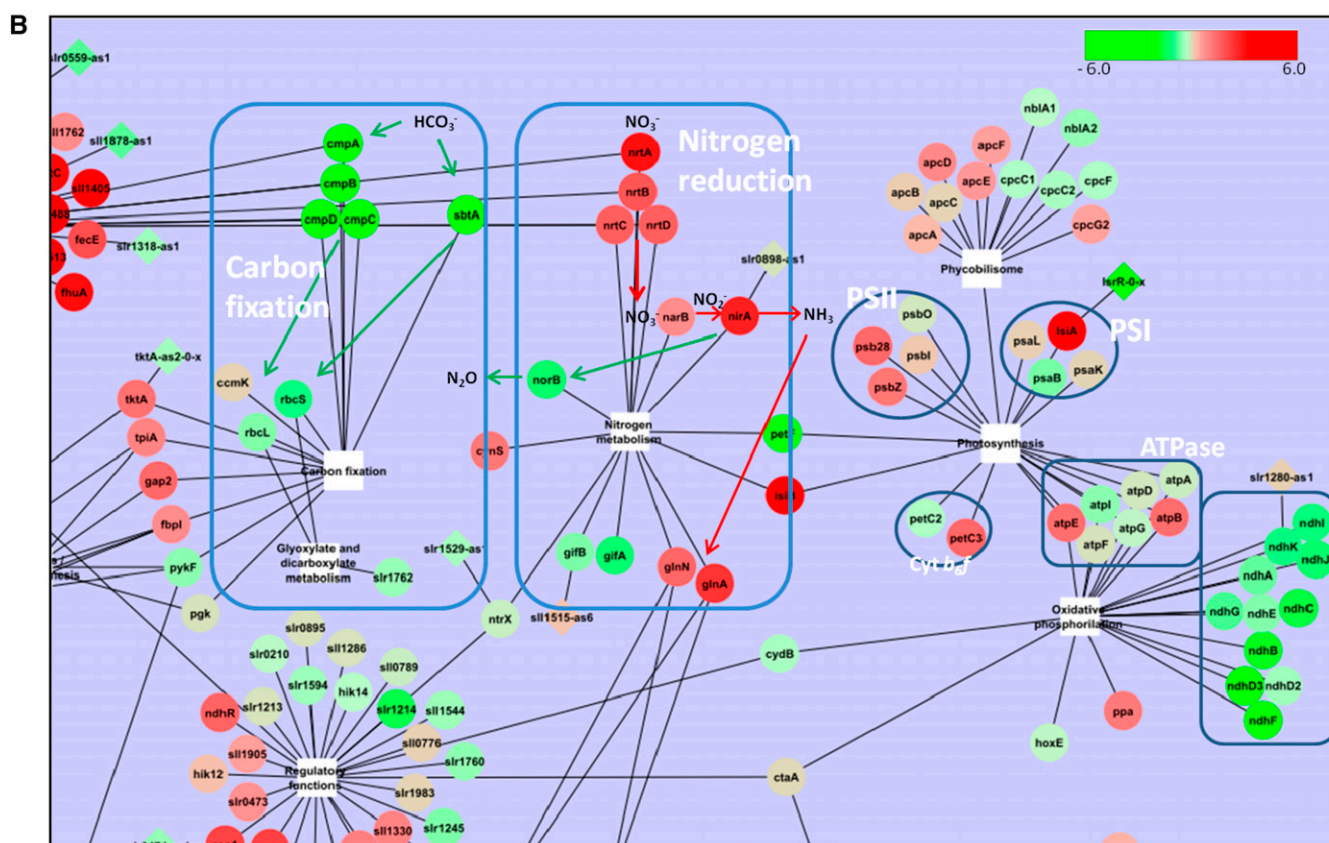 B
slr0559-as1
-6.0
6.0
sll1762
sll1878-as1
sll1405
fecE
slr1318-as1
fhuA
HCO3-
cmpA
cmpB
cmpD
cmpC
sbtA
Carbon
fixation
NO3-
nrtA
Nitrogen
reduction
nrtB
nrtC
nrtD
slr0898-as1
NO3-
narB
NO2-
nirA
NH3
N2O
norB
nblA1
nblA2
apcF
apcD
apcE
cpcC1
cpcC2
cpcF
apcB
apcC
apcA
cpcG2
Phycobilisome
IsrR-0-x
PSII
psbO
psb28
psbI
psbZ
PSI
psaL
IsiA
psaB
psaK
tktA-as2-0-x
tktA
tpiA
gap2
fbpI
pykF
pgk
ccmK
rbcS
rbcL
Carbon fixation
Glyoxylate and
dicarboxylate
metabolism
slr1762
cynS
Nitrogen
metabolism
petF
isiB
Photosynthesis
ATPase
atpA
atpD
atpI
atpE
atpG
atpB
atpF
petC2
petC3
Cyt b6f
slr1280-as1
ndhI
ndhK
ndhJ
ndhA
ndhG
ndhE
ndhC
ndhB
ndhD3
ndhD2
ndhF
Oxidative
phosphorilation
slr1529-as
gifB
gifA
glnN
glnA
sll1515-as6
ntrX
cydB
ppa
hoxE
ctaA
slr0895
slr0210
sll1286
sll0789
slr1594
hik14
ndhR
slr1213
slr1214
sll1544
sll0776
sll1905
slr1760
hik12
Regulatory
functions
slr0473
slr1983
sll1330
slr1245